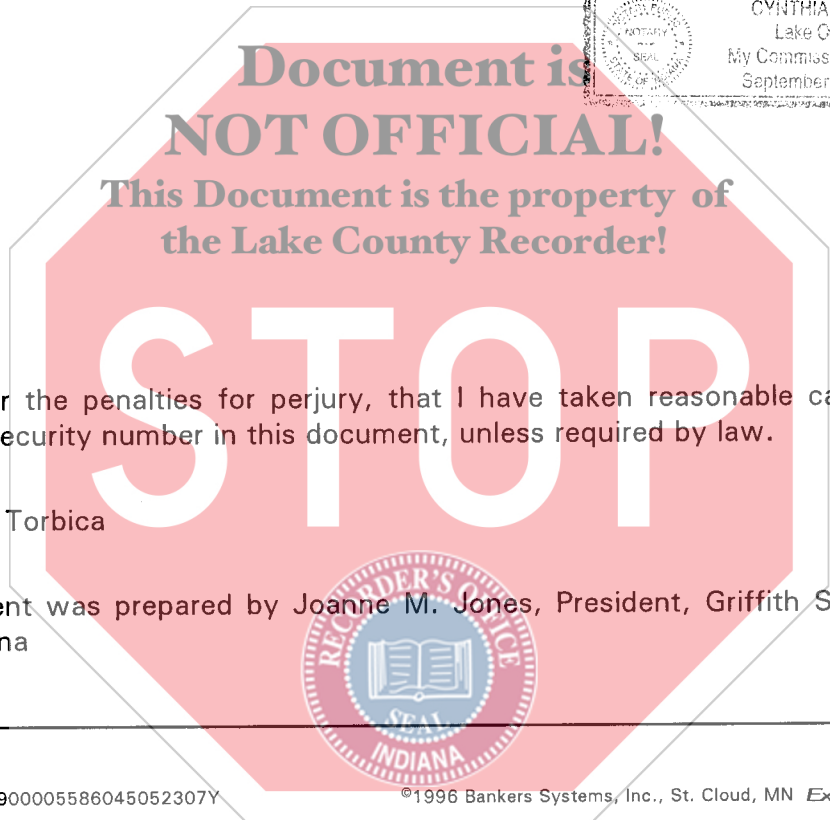 CYNTHIA
Lake
NOTARY
My Commiss
SEAL
September
Document is
NOT OFFICIAL!
This Document is the property of
the Lake County Recorder!
STOP
r the penalties for perjury, that I have taken reasonable ca
ecurity number in this document, unless required by law.
Torbica
ent was prepared by Joanne M. Jones, President, Griffith S
na
RECORDER'S OFFICE
SEAL
INDIANA
900005586045052307Y
©1996 Bankers Systems, Inc., St. Cloud, MN Ex